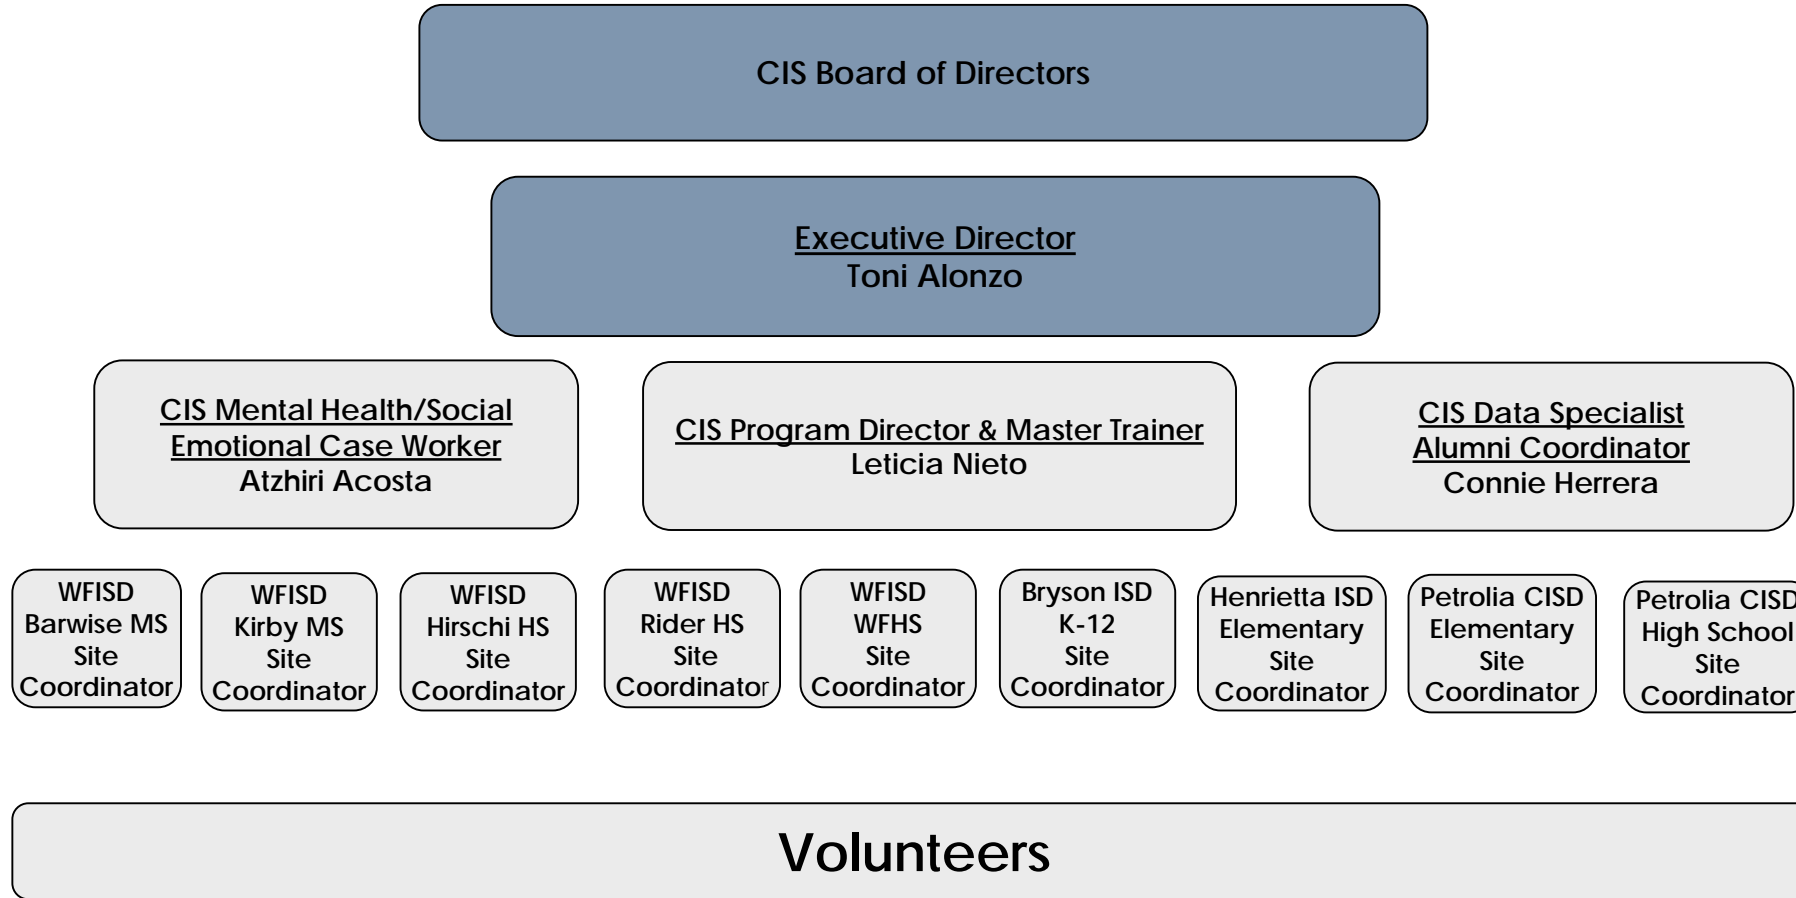 CIS Board of Directors
Executive Director
Toni Alonzo
CIS Mental Health/Social
Emotional Case Worker
Atzhiri Acosta
CIS Program Director & Master Trainer
Leticia Nieto
CIS Data Specialist
Alumni Coordinator
Connie Herrera
WFISD
Barwise MS
Site
Coordinator
WFISD
Kirby MS
Site
Coordinator
WFISD
Hirschi HS
Site
Coordinator
WFISD
Rider HS
Site
Coordinator
WFISD
WFHS
Site
Coordinator
Bryson ISD
K-12
Site
Coordinator
Henrietta ISD
Elementary
Site
Coordinator
Petrolia CISD
Elementary
Site
Coordinator
Petrolia CISD
High School
Site
Coordinator
Volunteers